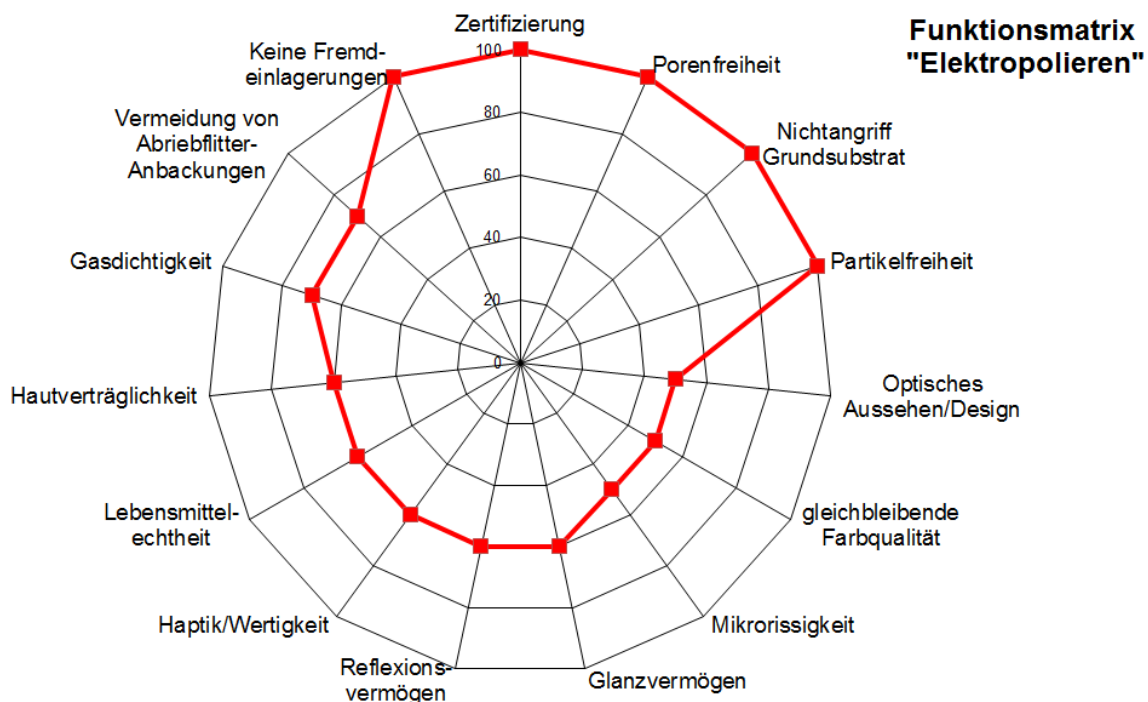 Funktionsmatrix
"Elektropolieren"
Zertifizierung
Porenfreiheit
Nichtangriff
Grundsubstrat
Partikelfreiheit
Optisches
Aussehen/Design
gleichbleibende
Farbqualität
Mikrorissigkeit
Glanzvermögen
Reflexions-
vermögen
Haptik/Wertigkeit
Lebensmittel-
echtheit
Hautverträglichkeit
Gasdichtigkeit
Vermeidung von
Abriebflitter-
Anbackungen
Keine Fremd-
einlagerungen
100
80
60
40
20
0